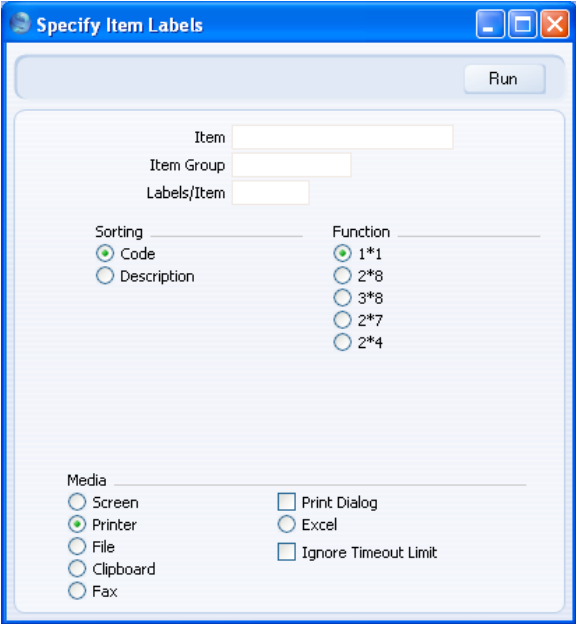 Specify Item Labels
Run
Item
Item Group
Labels/Item
Sorting Function
Code 1*1
Description 2*8
3*8
2*7
2*4
Media
Screen Print Dialog
Printer Excel
File Ignore Timeout Limit
Clipboard
Fax